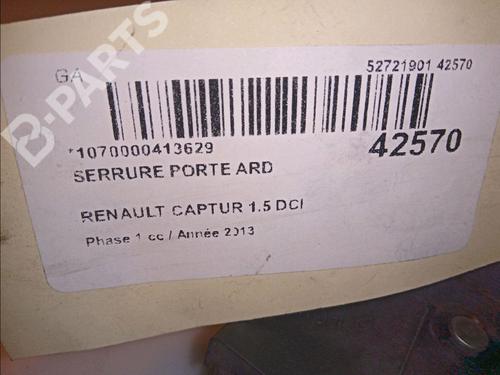 B-PARTS
GA
52721901 42570
*1070000413629
42570
SERRURE PORTE ARD
RENAULT CAPTUR 1.5 DCI
Phase 1 cc / Année 2013